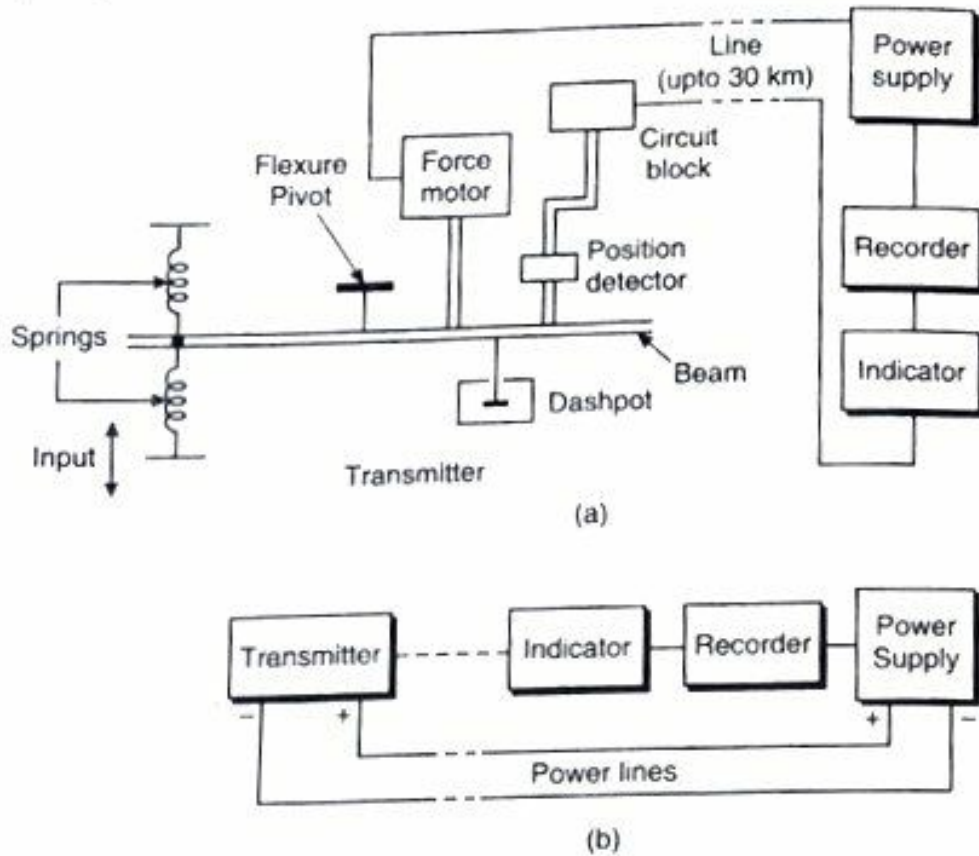 Line
(upto 30 km)
Power
supply
Circuit
block
Flexure
Pivot
Force
motor
Position
detector
Recorder
Springs
Beam
Indicator
Dashpot
Input
Transmitter
(a)
Transmitter
Indicator
Recorder
Power
Supply
−
+
+
−
Power lines
(b)